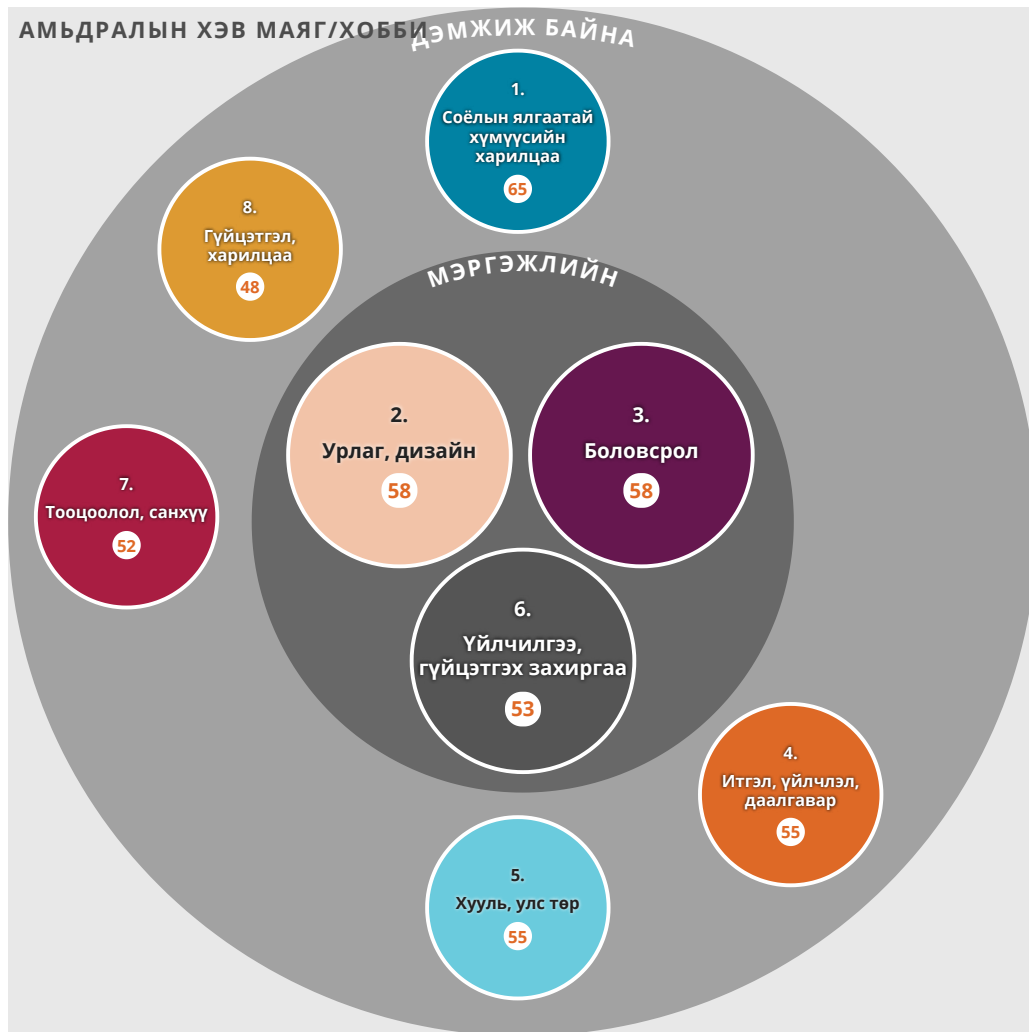 АМЬДРАЛЫН ХЭВ МАЯГ/ХОББИ
ДЭМЖИЖ БАЙНА
1.
Соёлын ялгаатай
хүмүүсийн
харилцаа
65
8.
Гүйцэтгэл,
харилцаа
48
МЭРГЭЖЛИЙН
2.
Урлаг, дизайн
58
3.
Боловсрол
58
7.
Тооцоолол, санхүү
52
6.
Үйлчилгээ,
гүйцэтгэх захиргаа
53
4.
Итгэл, үйлчлэл,
даалгавар
55
5.
Хууль, улс төр
55